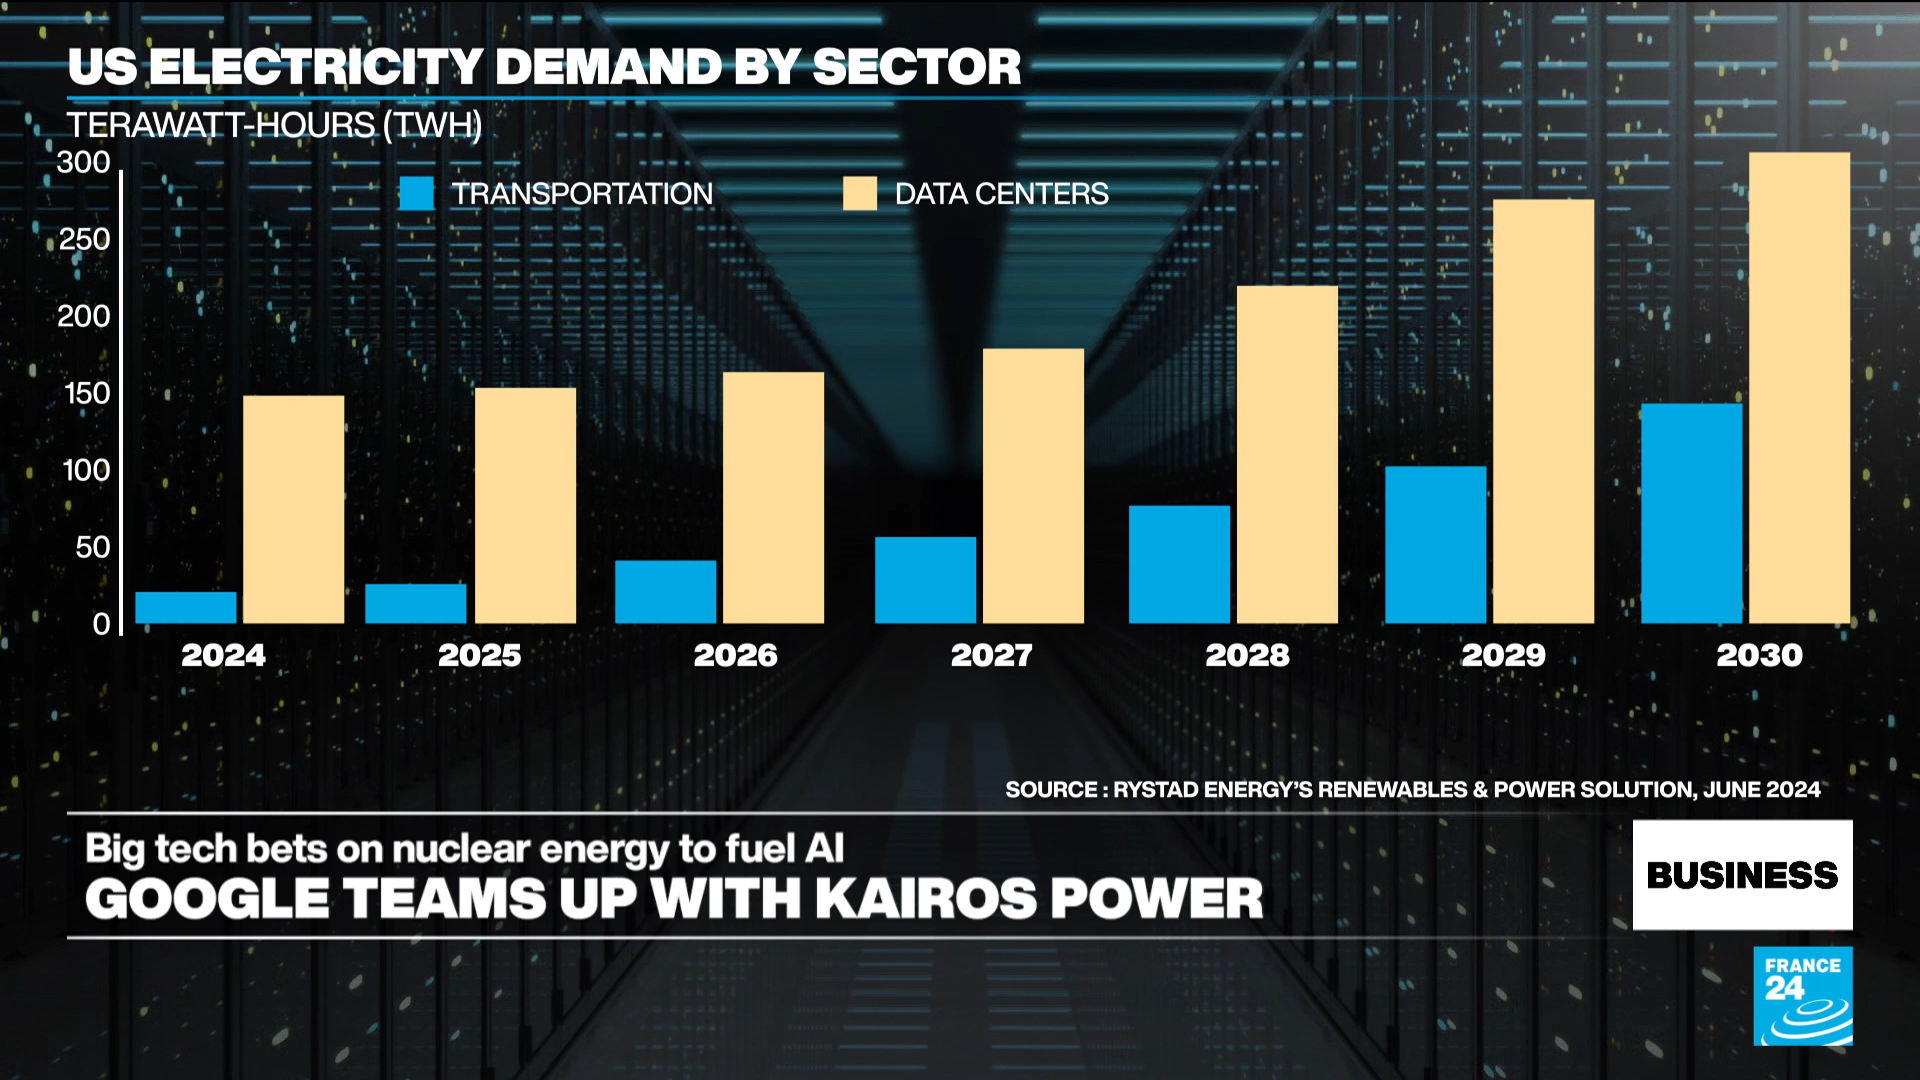 US ELECTRICITY DEMAND BY SECTOR
TERAWATT-HOURS (TWH)
TRANSPORTATION
DATA CENTERS
300
250
200
150
100
50
0
2024 2025 2026 2027 2028 2029 2030
SOURCE : RYSTAD ENERGY'S RENEWABLES & POWER SOLUTION, JUNE 2024
Big tech bets on nuclear energy to fuel AI
GOOGLE TEAMS UP WITH KAIROS POWER
BUSINESS
FRANCE
24